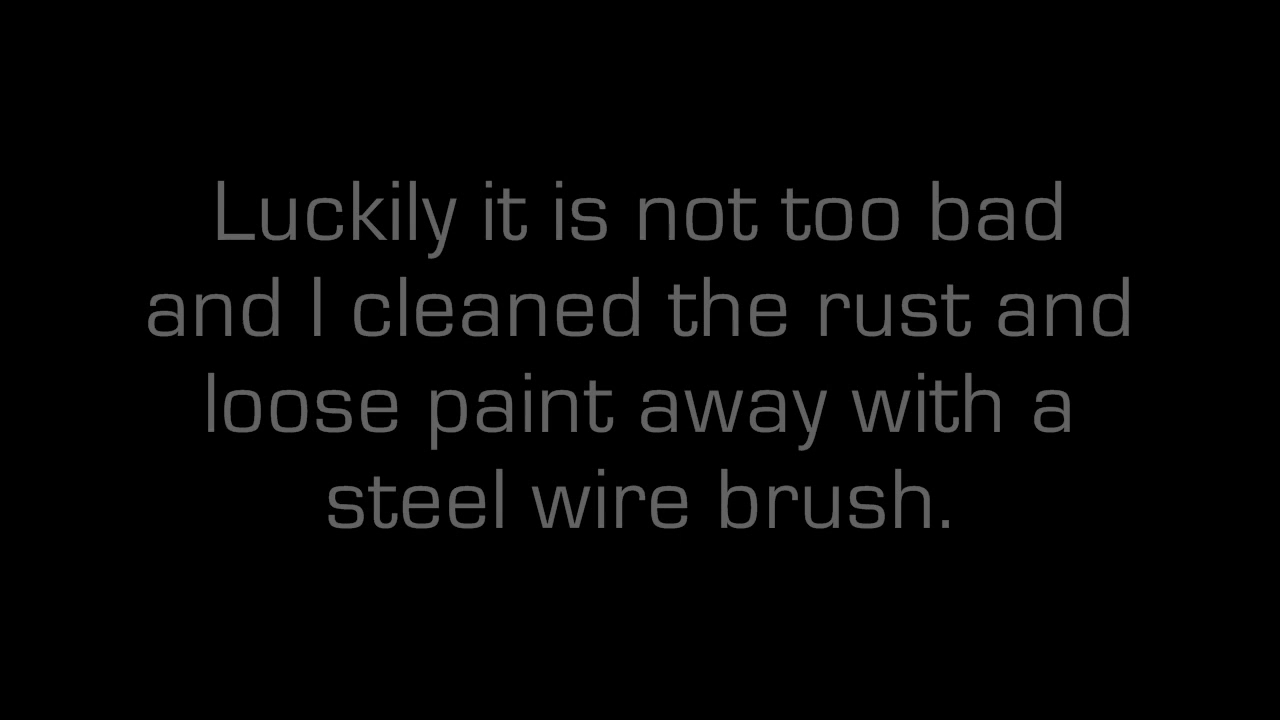 Luckily it is not too bad
and I cleaned the rust and
loose paint away with a
steel wire brush.